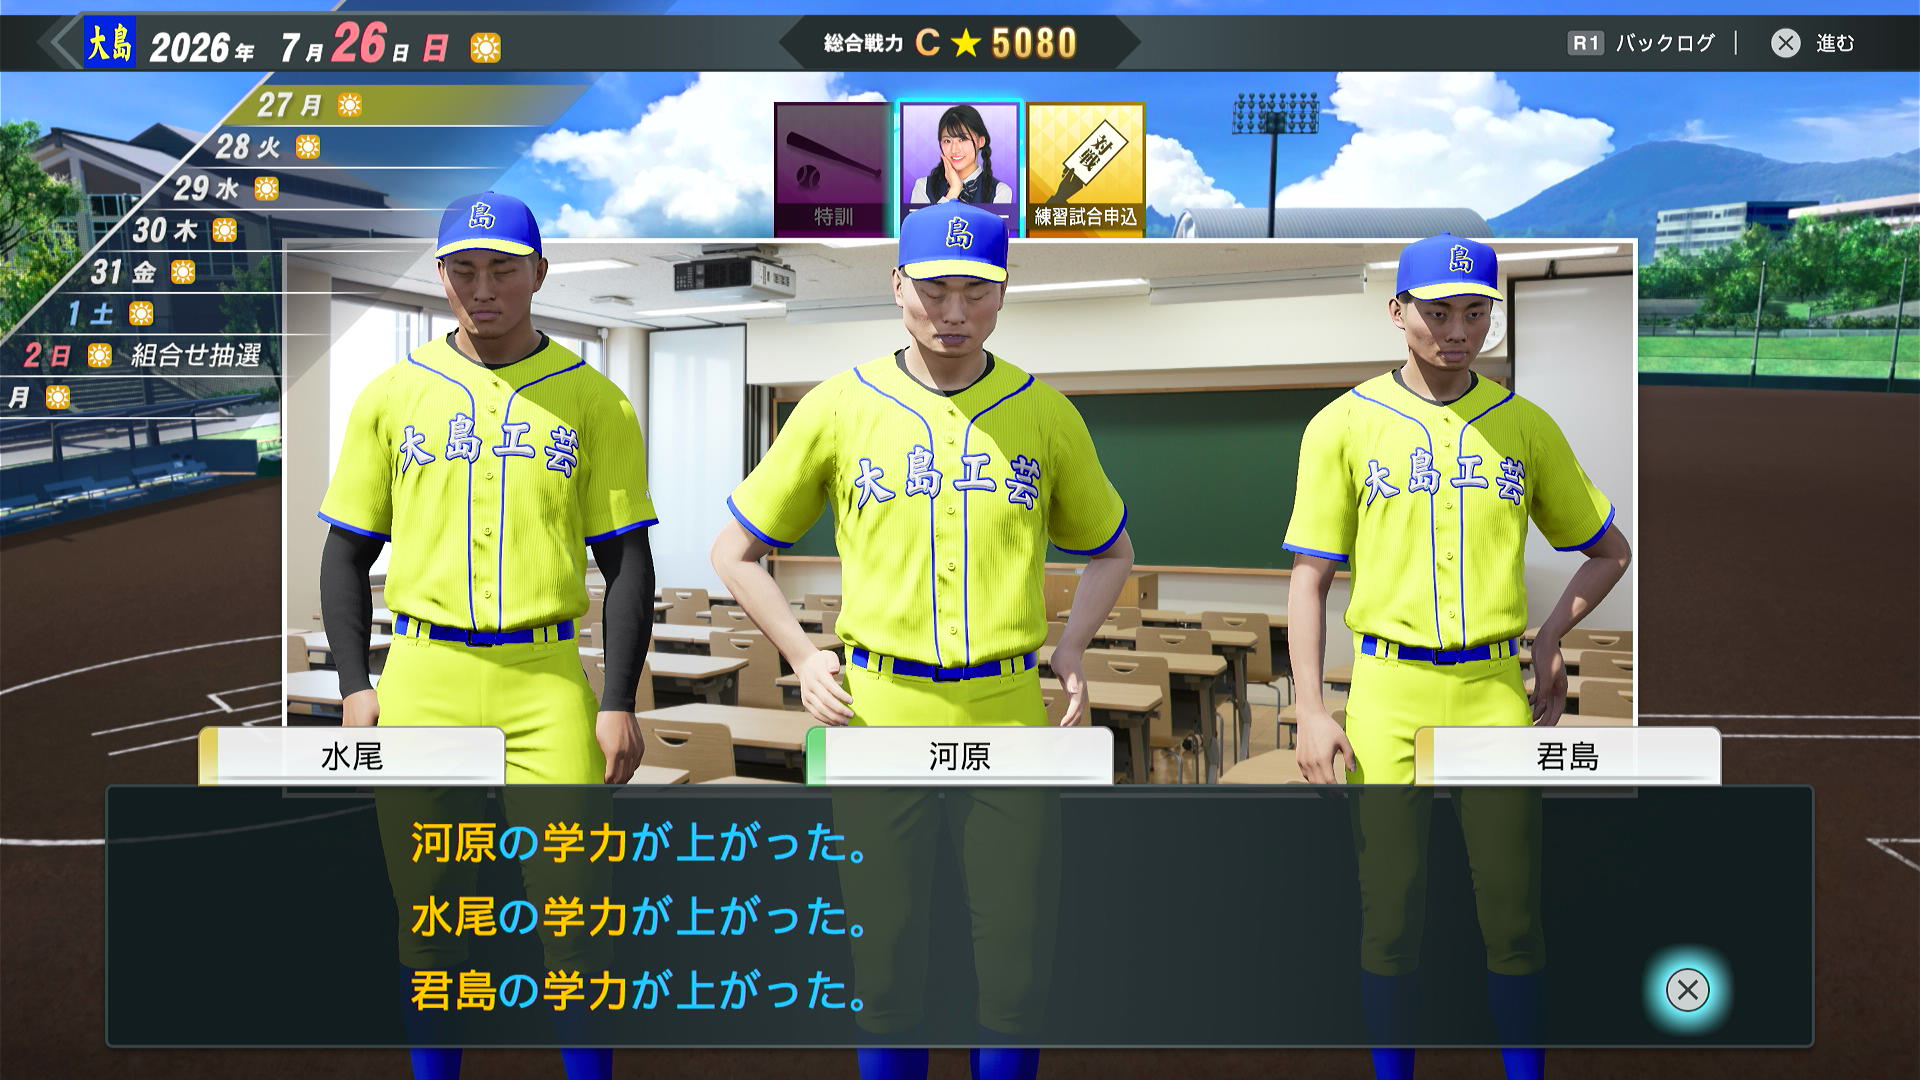 大島 2026年 7月26日 日
総合戦力 C ★ 5080
R1 バックログ | 進む
27 月
28 火
29 水
30 木
31 金
1 土
2 日 組合せ抽選
月
特訓
対戦
練習試合申込
島
島
島
大島工芸
大島工芸
大島工芸
水尾
河原
君島
河原の学力が上がった。
水尾の学力が上がった。
君島の学力が上がった。